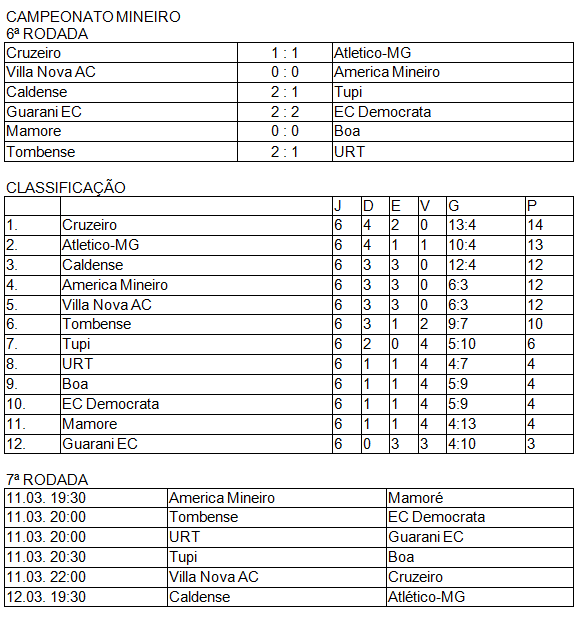 CAMPEONATO MINEIRO
6ª RODADA
Cruzeiro 1 : 1 Atletico-MG
Villa Nova AC 0 : 0 America Mineiro
Caldense 2 : 1 Tupi
Guarani EC 2 : 2 EC Democrata
Mamore 0 : 0 Boa
Tombense 2 : 1 URT
CLASSIFICAÇÃO
J D E V G P
1. Cruzeiro 6 4 2 0 13:4 14
2. Atletico-MG 6 4 1 1 10:4 13
3. Caldense 6 3 3 0 12:4 12
4. America Mineiro 6 3 3 0 6:3 12
5. Villa Nova AC 6 3 3 0 6:3 12
6. Tombense 6 3 1 2 9:7 10
7. Tupi 6 2 0 4 5:10 6
8. URT 6 1 1 4 4:7 4
9. Boa 6 1 1 4 5:9 4
10. EC Democrata 6 1 1 4 5:9 4
11. Mamore 6 1 1 4 4:13 4
12. Guarani EC 6 0 3 3 4:10 3
7ª RODADA
11.03. 19:30 America Mineiro Mamoré
11.03. 20:00 Tombense EC Democrata
11.03. 20:00 URT Guarani EC
11.03. 20:30 Tupi Boa
11.03. 22:00 Villa Nova AC Cruzeiro
12.03. 19:30 Caldense Atlético-MG